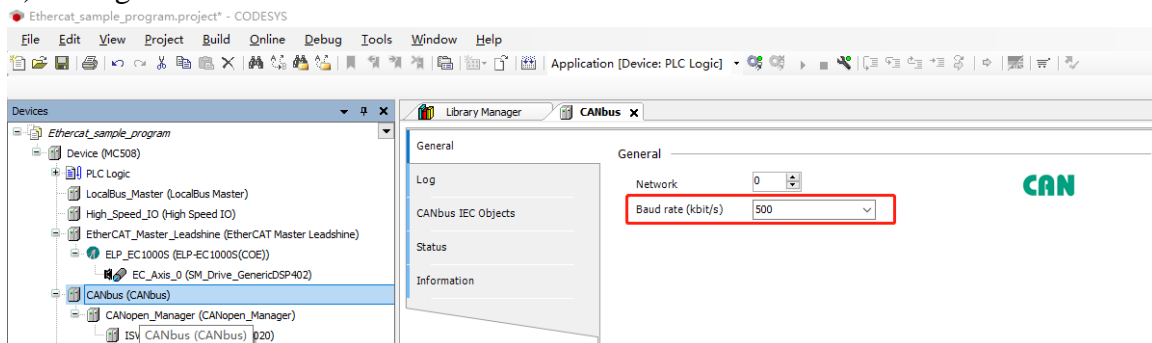 Ethercat_sample_program.project* - CODESYS
File Edit View Project Build Online Debug Tools Window Help
Application [Device: PLC Logic]
Devices
Library Manager
CANbus
Ethercat_sample_program
Device (MC508)
PLC Logic
LocalBus_Master (LocalBus Master)
High_Speed_IO (High Speed IO)
EtherCAT_Master_Leadshine (EtherCAT Master Leadshine)
ELP_EC1000S (ELP-EC1000S(COE))
EC_Axis_0 (SM_Drive_GenericDSP402)
CANbus (CANbus)
CANopen_Manager (CANopen_Manager)
CANbus (CANbus)
General
Log
CANbus IEC Objects
Status
Information
General
Network 0
Baud rate (kbit/s) 500
CAN